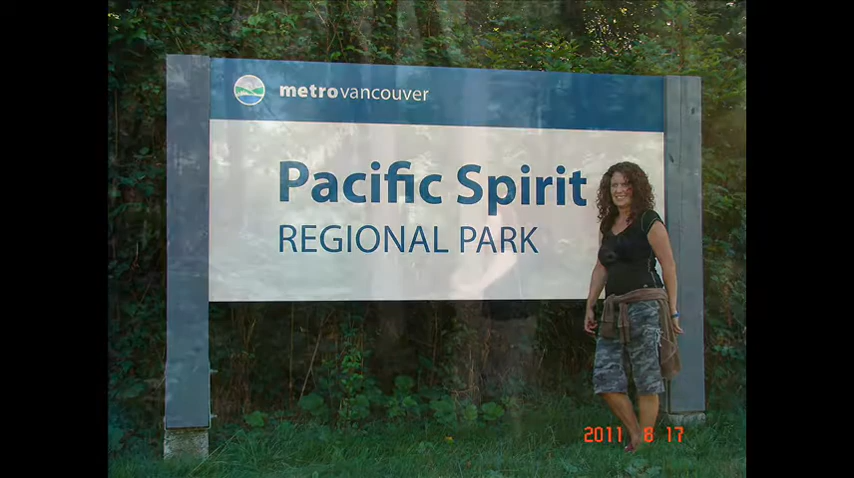 metrovancouver
Pacific Spirit
REGIONAL PARK
2011 8 17